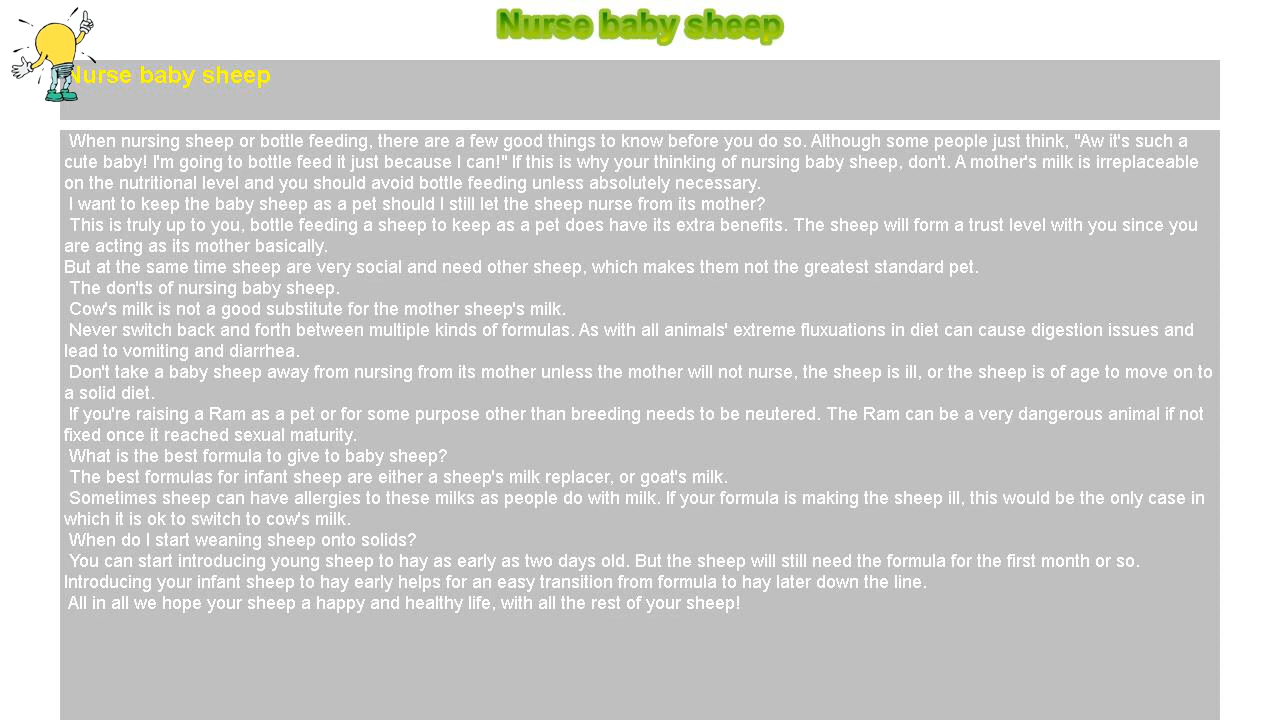 Nurse baby sheep
Nurse baby sheep
When nursing sheep or bottle feeding, there are a few good things to know before you do so. Although some people just think, "Aw it's such a
cute baby! I'm going to bottle feed it just because I can!" If this is why your thinking of nursing baby sheep, don't. A mother's milk is irreplaceable
on the nutritional level and you should avoid bottle feeding unless absolutely necessary.
I want to keep the baby sheep as a pet should I still let the sheep nurse from its mother?
This is truly up to you, bottle feeding a sheep to keep as a pet does have its extra benefits. The sheep will form a trust level with you since you
are acting as its mother basically.
But at the same time sheep are very social and need other sheep, which makes them not the greatest standard pet.
The don'ts of nursing baby sheep.
Cow's milk is not a good substitute for the mother sheep's milk.
Never switch back and forth between multiple kinds of formulas. As with all animals' extreme fluxuations in diet can cause digestion issues and
lead to vomiting and diarrhea.
Don't take a baby sheep away from nursing from its mother unless the mother will not nurse, the sheep is ill, or the sheep is of age to move on to
a solid diet.
If you're raising a Ram as a pet or for some purpose other than breeding needs to be neutered. The Ram can be a very dangerous animal if not
fixed once it reached sexual maturity.
What is the best formula to give to baby sheep?
The best formulas for infant sheep are either a sheep's milk replacer, or goat's milk.
Sometimes sheep can have allergies to these milks as people do with milk. If your formula is making the sheep ill, this would be the only case in
which it is ok to switch to cow's milk.
When do I start weaning sheep onto solids?
You can start introducing young sheep to hay as early as two days old. But the sheep will still need the formula for the first month or so.
Introducing your infant sheep to hay early helps for an easy transition from formula to hay later down the line.
All in all we hope your sheep a happy and healthy life, with all the rest of your sheep!